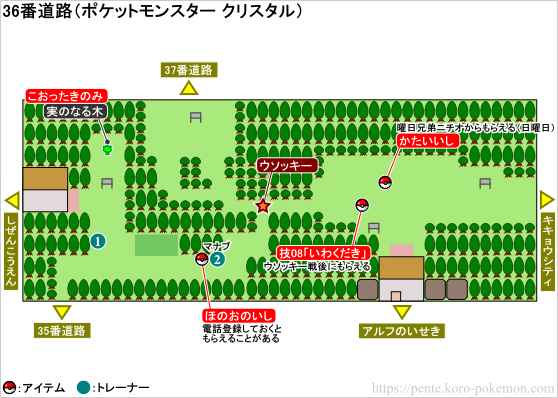 36番道路（ポケットモンスター クリスタル）
37番道路
こおったきのみ
実のなる木
曜日兄弟ニチオからもらえる（日曜日）
かたいいし
ウソッキー
しぜんこうえん
キキョウシティ
1
マナブ
2
技08「いわくだき」
ウソッキー戦後にもらえる
ほのおのいし
電話登録しておくと
もらえることがある
35番道路
アルフのいせき
：アイテム
：トレーナー
https://pente.koro-pokemon.com/